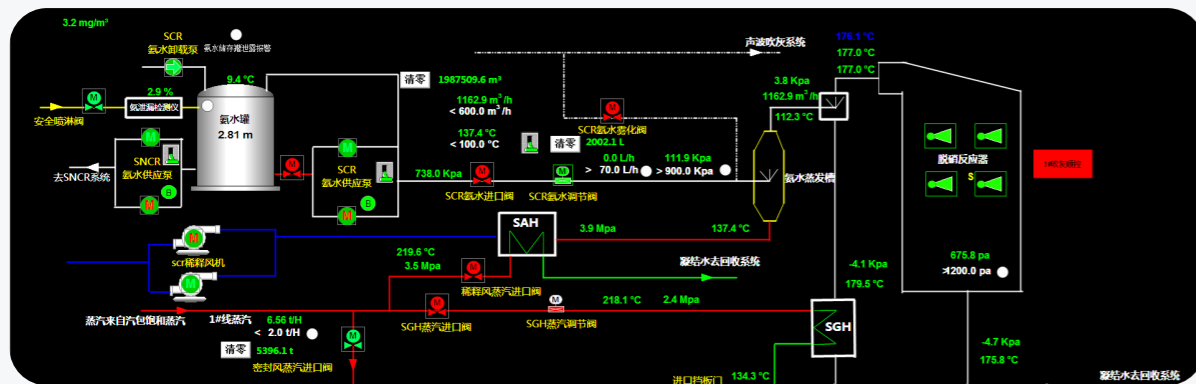 3.2 mg/m³
SCR
氨水卸载泵
氨水储存罐泄露报警
9.4 ℃
2.9 %
氨泄漏检测仪
安全喷淋阀
氨水罐
2.81 m
SNCR
氨水供应泵
去SNCR系统
B
SCR
氨水供应泵
B
738.0 Kpa
清零
1987509.6 m³
1162.9 m³/h
< 600.0 m³/h
137.4 ℃
< 100.0 ℃
声波吹灰系统
SCR氨水雾化阀
清零
2002.1 L
0.0 L/h
> 70.0 L/h
111.9 Kpa
> 900.0 Kpa
SCR氨水进口阀
SCR氨水调节阀
氨水蒸发槽
3.8 Kpa
1162.9 m³/h
112.3 ℃
176.1 ℃
177.0 ℃
177.0 ℃
脱硝反应器
S
675.8 pa
>1200.0 pa
scr稀释风机
SAH
3.9 Mpa
137.4 ℃
219.6 ℃
3.5 Mpa
稀释风蒸汽进口阀
凝结水去回收系统
-4.1 Kpa
179.5 ℃
218.1 ℃
2.4 Mpa
蒸汽来自汽包饱和蒸汽
1#线蒸汽
6.56 t/H
< 2.0 t/H
清零
5396.1 t
SGH蒸汽进口阀
SGH蒸汽调节阀
密封风蒸汽进口阀
SGH
-4.7 Kpa
175.8 ℃
进口挡板门
134.3 ℃
凝结水去回收系统